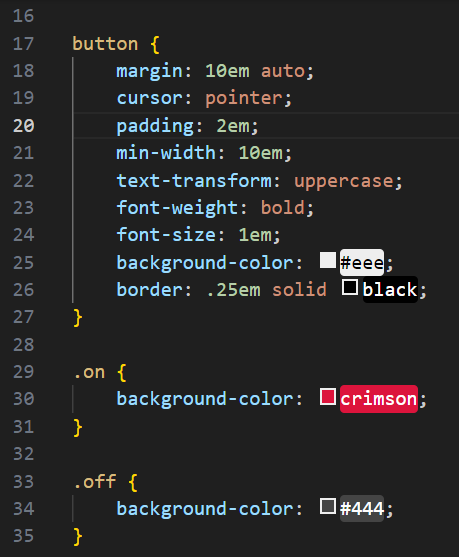 16
17 button {
18     margin: 10em auto;
19     cursor: pointer;
20     padding: 2em;
21     min-width: 10em;
22     text-transform: uppercase;
23     font-weight: bold;
24     font-size: 1em;
25     background-color: #eee;
26     border: .25em solid black;
27 }
28
29 .on {
30     background-color: crimson;
31 }
32
33 .off {
34     background-color: #444;
35 }